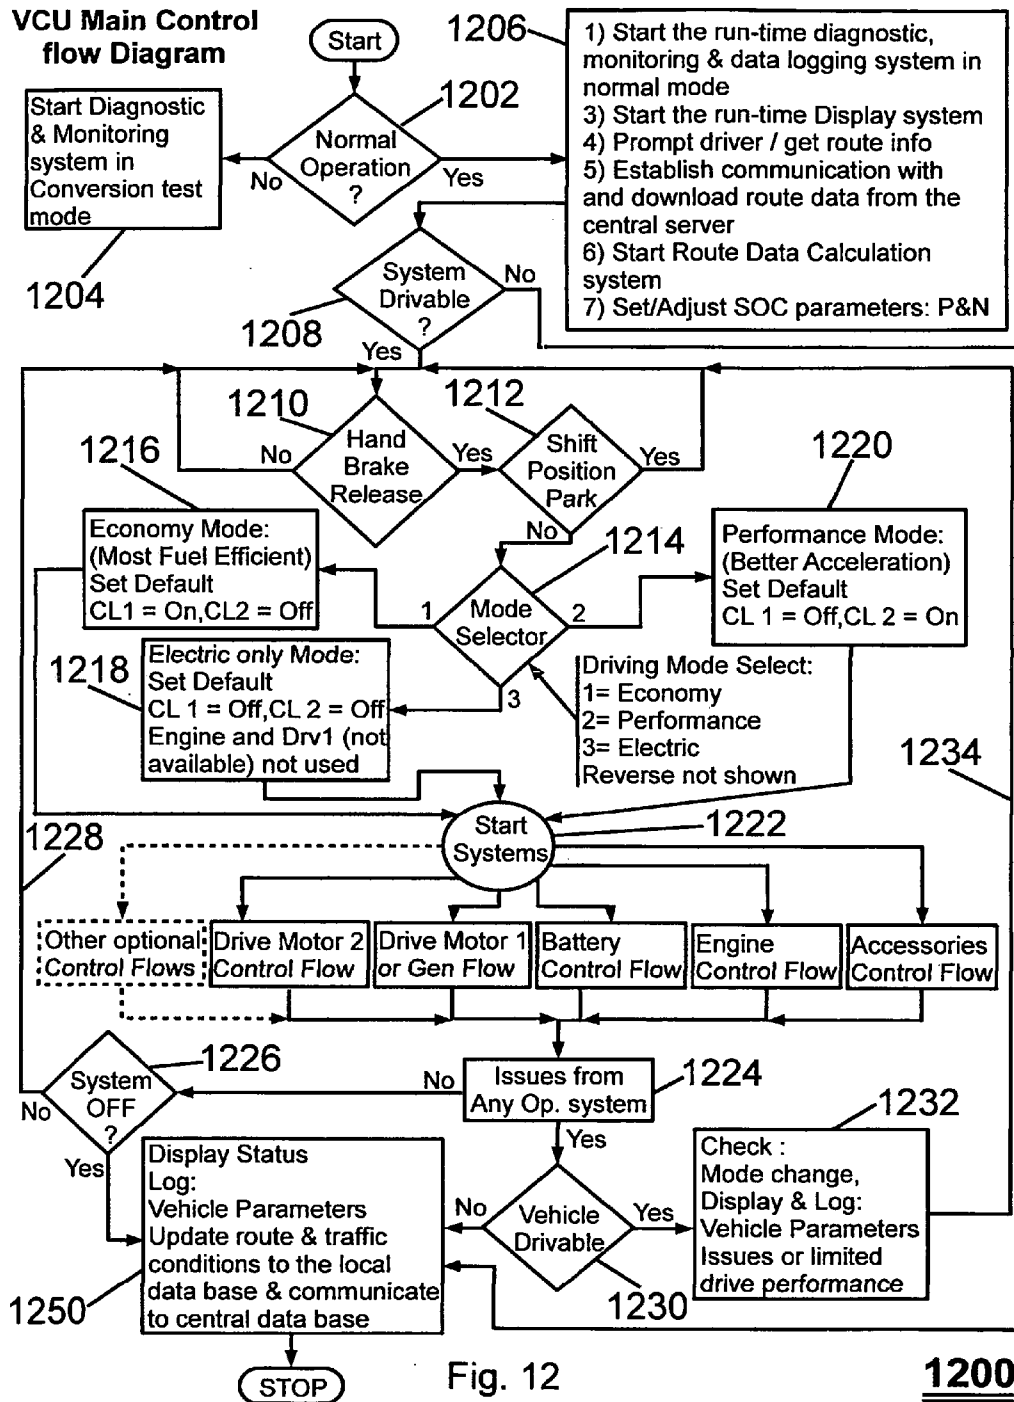 VCU Main Control
flow Diagram
Start
1206
1) Start the run-time diagnostic,
monitoring & data logging system in
normal mode
3) Start the run-time Display system
4) Prompt driver / get route info
5) Establish communication with
and download route data from the
central server
6) Start Route Data Calculation
system
7) Set/Adjust SOC parameters: P&N
1202
Start Diagnostic
& Monitoring
system in
Conversion test
mode
Normal
Operation
?
No
Yes
1204
System
Drivable
?
No
1208
Yes
1210
1212
Hand
Brake
Release
No
Yes
Shift
Position
Park
Yes
1216
1220
No
Economy Mode:
(Most Fuel Efficient)
Set Default
CL1 = On,CL2 = Off
1214
Performance Mode:
(Better Acceleration)
Set Default
CL 1 = Off,CL 2 = On
1
Mode
Selector
2
3
1218
Electric only Mode:
Set Default
CL 1 = Off,CL 2 = Off
Engine and Drv1 (not
available) not used
Driving Mode Select:
1= Economy
2= Performance
3= Electric
Reverse not shown
1234
Start
Systems
1222
1228
Other optional
Control Flows
Drive Motor 2
Control Flow
Drive Motor 1
or Gen Flow
Battery
Control Flow
Engine
Control Flow
Accessories
Control Flow
1226
System
OFF
?
No
Yes
No
Issues from
Any Op. system
1224
Yes
1232
Display Status
Log:
Vehicle Parameters
Update route & traffic
conditions to the local
data base & communicate
to central data base
No
Vehicle
Drivable
Yes
Check :
Mode change,
Display & Log:
Vehicle Parameters
Issues or limited
drive performance
1250
1230
STOP
Fig. 12
1200